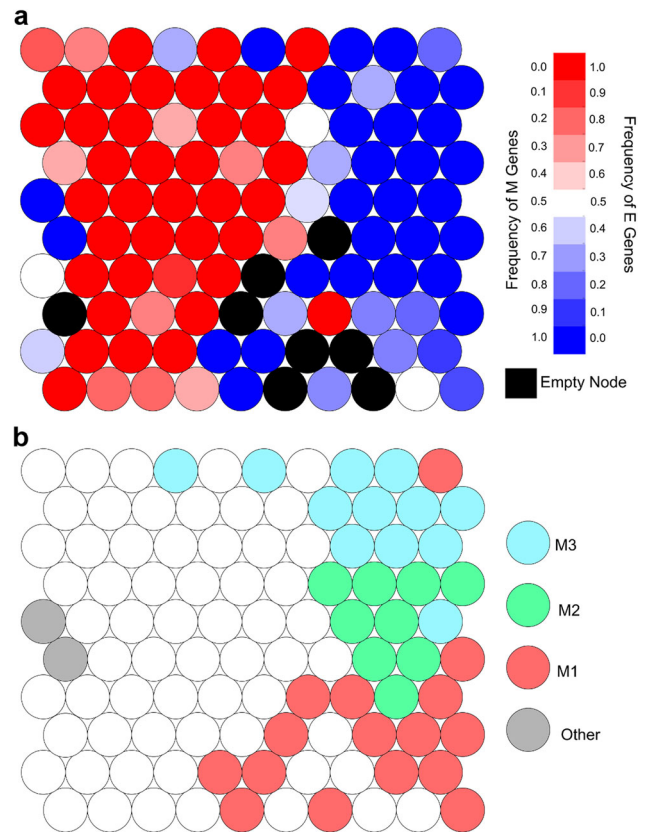 a
0.0 1.0
0.1 0.9
0.2 0.8
0.3 0.7
0.4 0.6
0.5 0.5
0.6 0.4
0.7 0.3
0.8 0.2
0.9 0.1
1.0 0.0
Frequency of M Genes
Frequency of E Genes
Empty Node
b
M3
M2
M1
Other